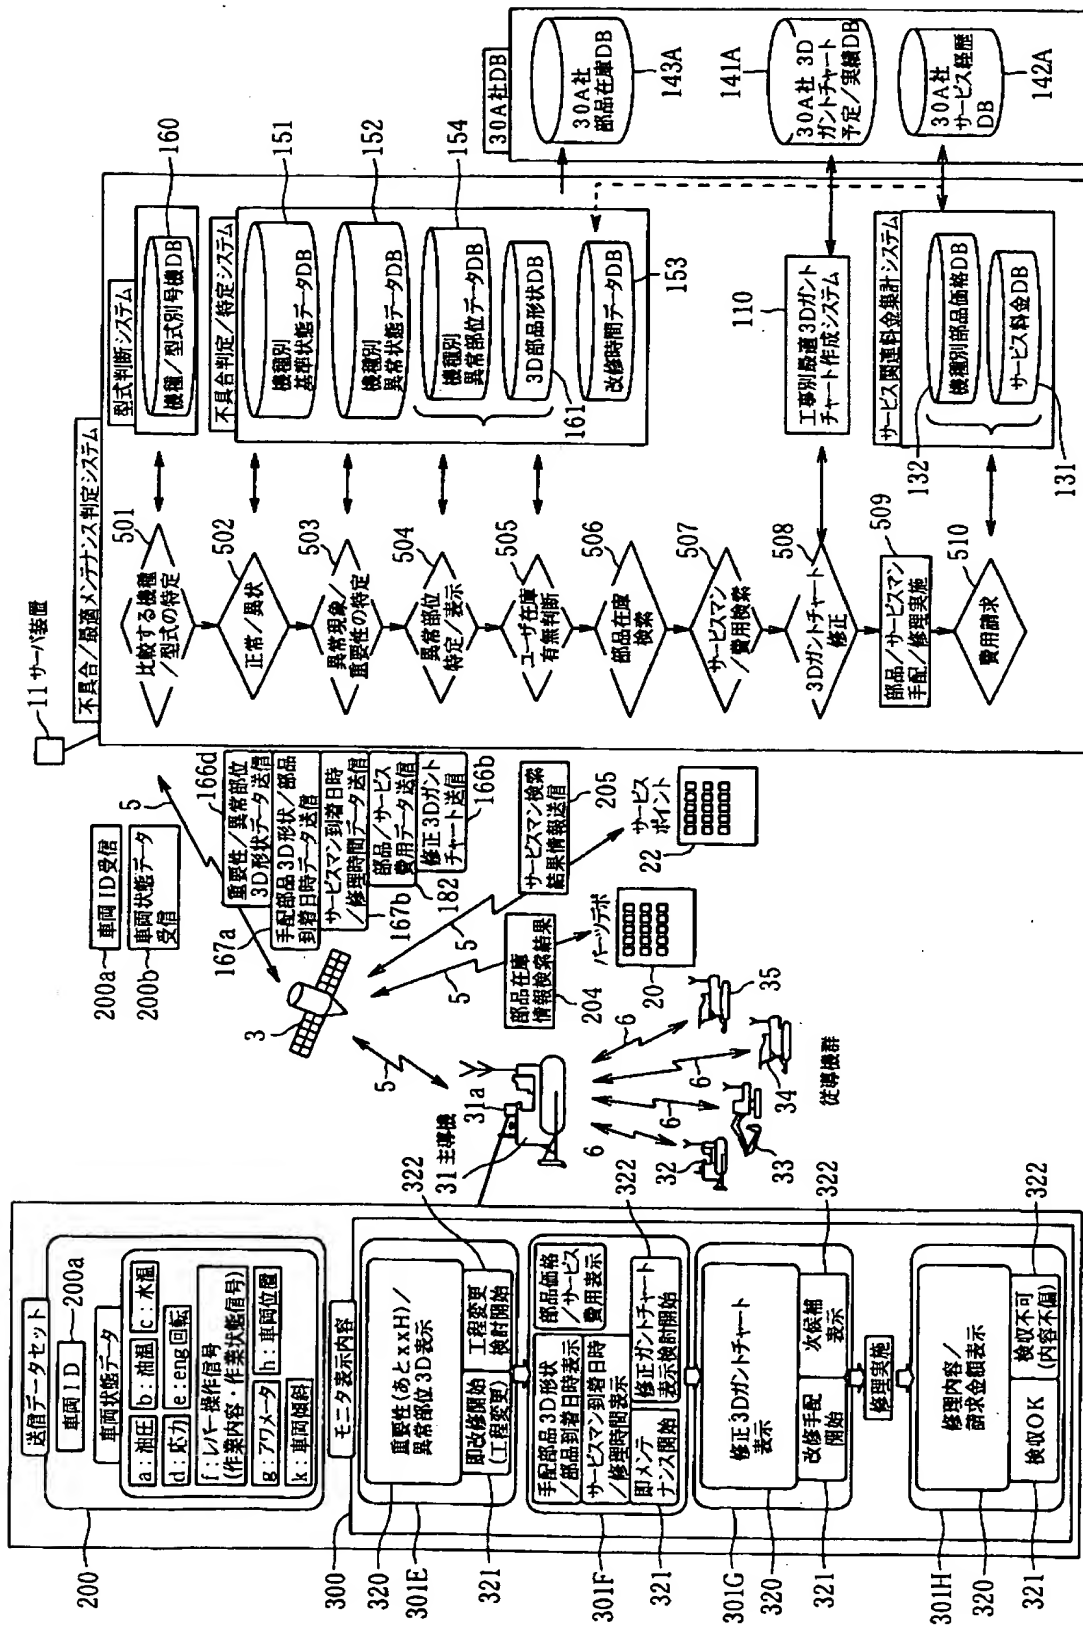 送信データセット
200
車両ID
200a
車両状態データ
a:油圧
b:油温
c:水温
d:応力
e:eng回転
f:レバー操作信号
(作業内容・作業状態信号)
g:アワメータ
h:車両位置
k:車両傾斜
モニタ表示内容
300
重要性(あとx.xH)/
異常部位3D表示
320
301E
即改修開始
(工程変更)
321
工程変更
検討開始
322
手配部品3D形状
/部品到着日時表示
部品価格
/サービス
費用表示
サービスマン到着日時
/修理時間表示
301F
即メンテ
ナンス開始
321
修正ガントチャート
表示検討開始
322
修正3Dガントチャート
表示
301G
320
改修手配
開始
321
次候補
表示
322
修理実施
修理内容/
請求金額表示
301H
320
検収OK
321
検収不可
(内容不備)
322
31 主導機
31a
32
33
34
35
従導機群
6
6
6
6
5
3
5
5
5
200a
車両ID受信
200b
車両状態データ
受信
166d
重要性/異常部位
3D形状データ送信
167a
手配部品3D形状/部品
到着日時データ送信
サービスマン到着日時
/修理時間データ送信
167b
部品/サービス
費用データ送信
182
修正3Dガント
チャート送信
166b
部品在庫
情報検索結果
204
パーツデポ
20
サービスマン検索
結果情報送信
205
サービス
ポイント
22
11 サーバ装置
不具合/最適メンテナンス判定システム
比較する機種
/型式の特定
501
正常/異状
502
異常現象/
重要性の特定
503
異常部位
特定/表示
504
ユーザ在庫
有無判断
505
部品在庫
検索
506
サービスマン
/費用検索
507
3Dガントチャート
修正
508
部品/サービスマン
手配/修理実施
509
費用請求
510
型式判断システム
機種/型式別号機DB
160
不具合判定/特定システム
機種別
基準状態データDB
151
機種別
異常状態データDB
152
機種別
異常部位データDB
154
3D部品形状DB
161
改修時間データDB
153
工事別最適3Dガント
チャート作成システム
110
サービス関連料金集計システム
機種別部品価格DB
132
サービス料金DB
131
30A社DB
30A社
部品在庫DB
143A
30A社 3D
ガントチャート
予定/実績DB
141A
30A社
サービス経歴
DB
142A